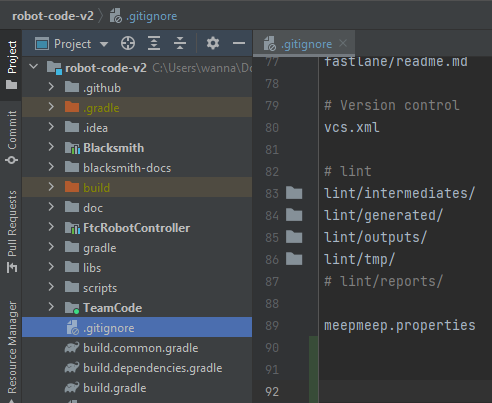 robot-code-v2 .gitignore
Project
Commit
Pull Requests
Resource Manager
Project
robot-code-v2 C:\Users\wanna\Do
.github
.gradle
.idea
Blacksmith
blacksmith-docs
build
doc
FtcRobotController
gradle
libs
scripts
TeamCode
.gitignore
build.common.gradle
build.dependencies.gradle
build.gradle
.gitignore
77 fastlane/readme.md
78
79 # Version control
80 vcs.xml
81
82 # lint
83 lint/intermediates/
84 lint/generated/
85 lint/outputs/
86 lint/tmp/
87 # lint/reports/
88
89 meepmeep.properties
90
91
92